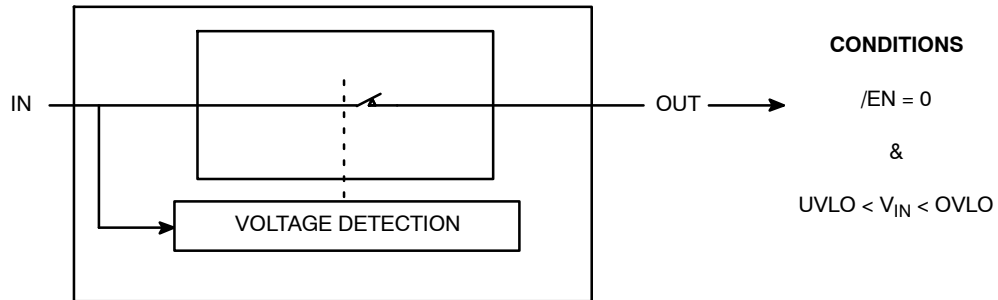 CONDITIONS
IN
OUT
/EN = 0
&
UVLO < VIN < OVLO
VOLTAGE DETECTION